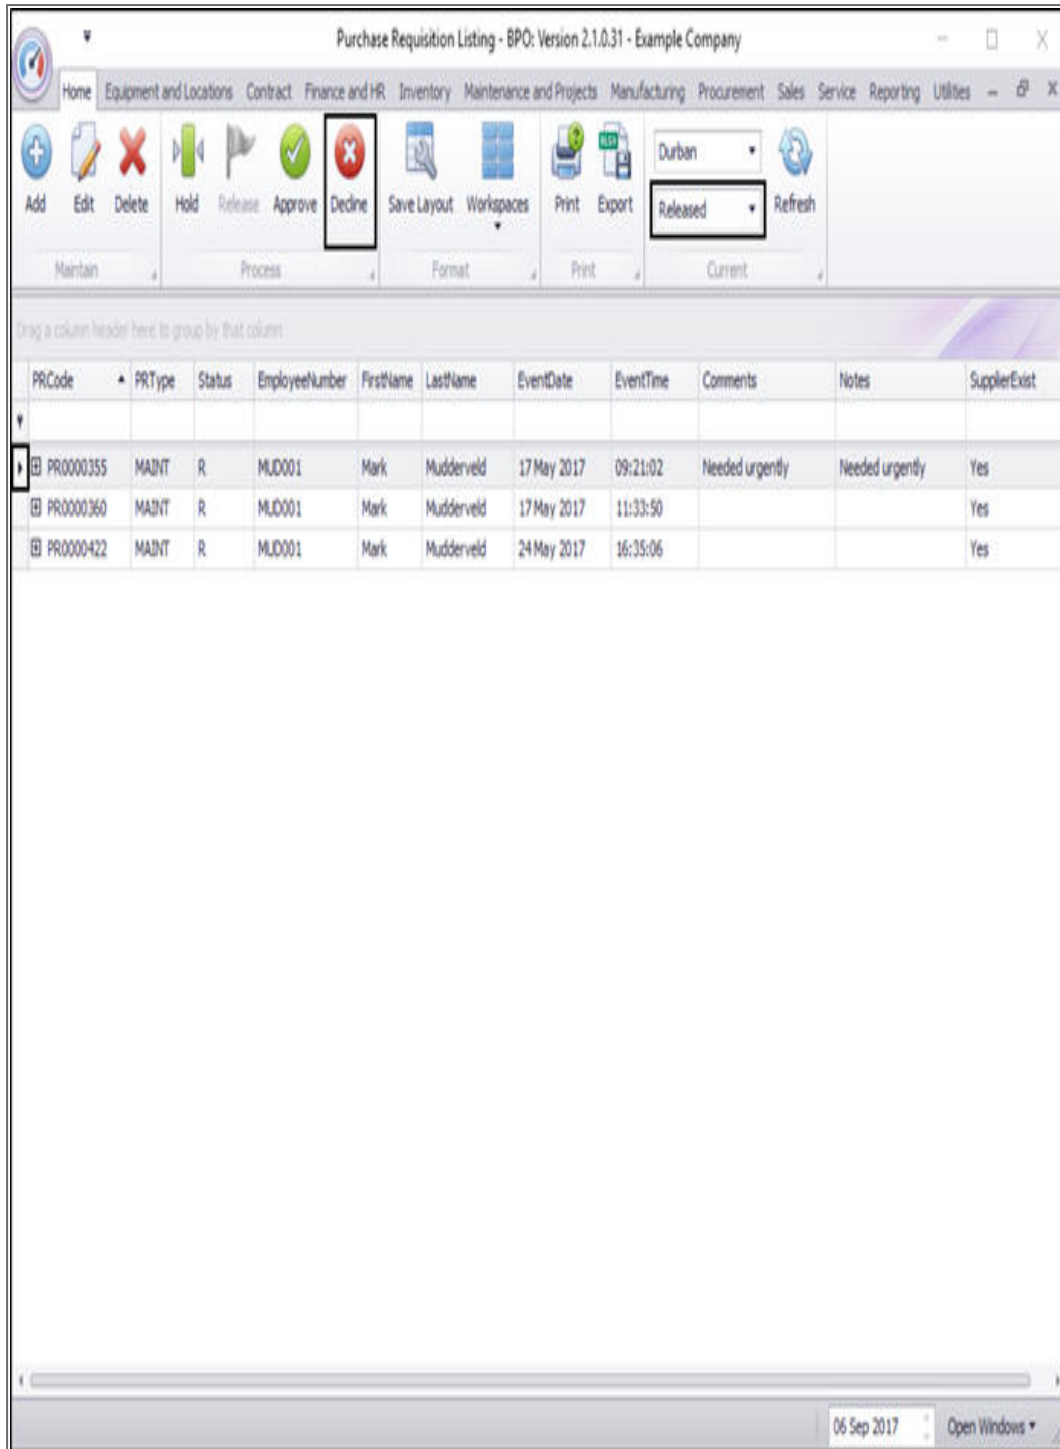 Purchase Requisition Listing - BPO: Version 2.1.0.31 - Example Company
Home Equipment and Locations Contract Finance and HR Inventory Maintenance and Projects Manufacturing Procurement Sales Service Reporting Utilities
Add Edit Delete Hold Release Approve Decline Save Layout Workspaces Print Export Durban Released Refresh
Maintain Process Format Print Current
Drag a column header here to group by that column
PRCode PRType Status EmployeeNumber FirstName LastName EventDate EventTime Comments Notes SupplierExist
PR0000355 MAINT R MUD001 Mark Mudderveld 17 May 2017 09:21:02 Needed urgently Needed urgently Yes
PR0000360 MAINT R MUD001 Mark Mudderveld 17 May 2017 11:33:50 Yes
PR0000422 MAINT R MUD001 Mark Mudderveld 24 May 2017 16:35:06 Yes
06 Sep 2017 Open Windows